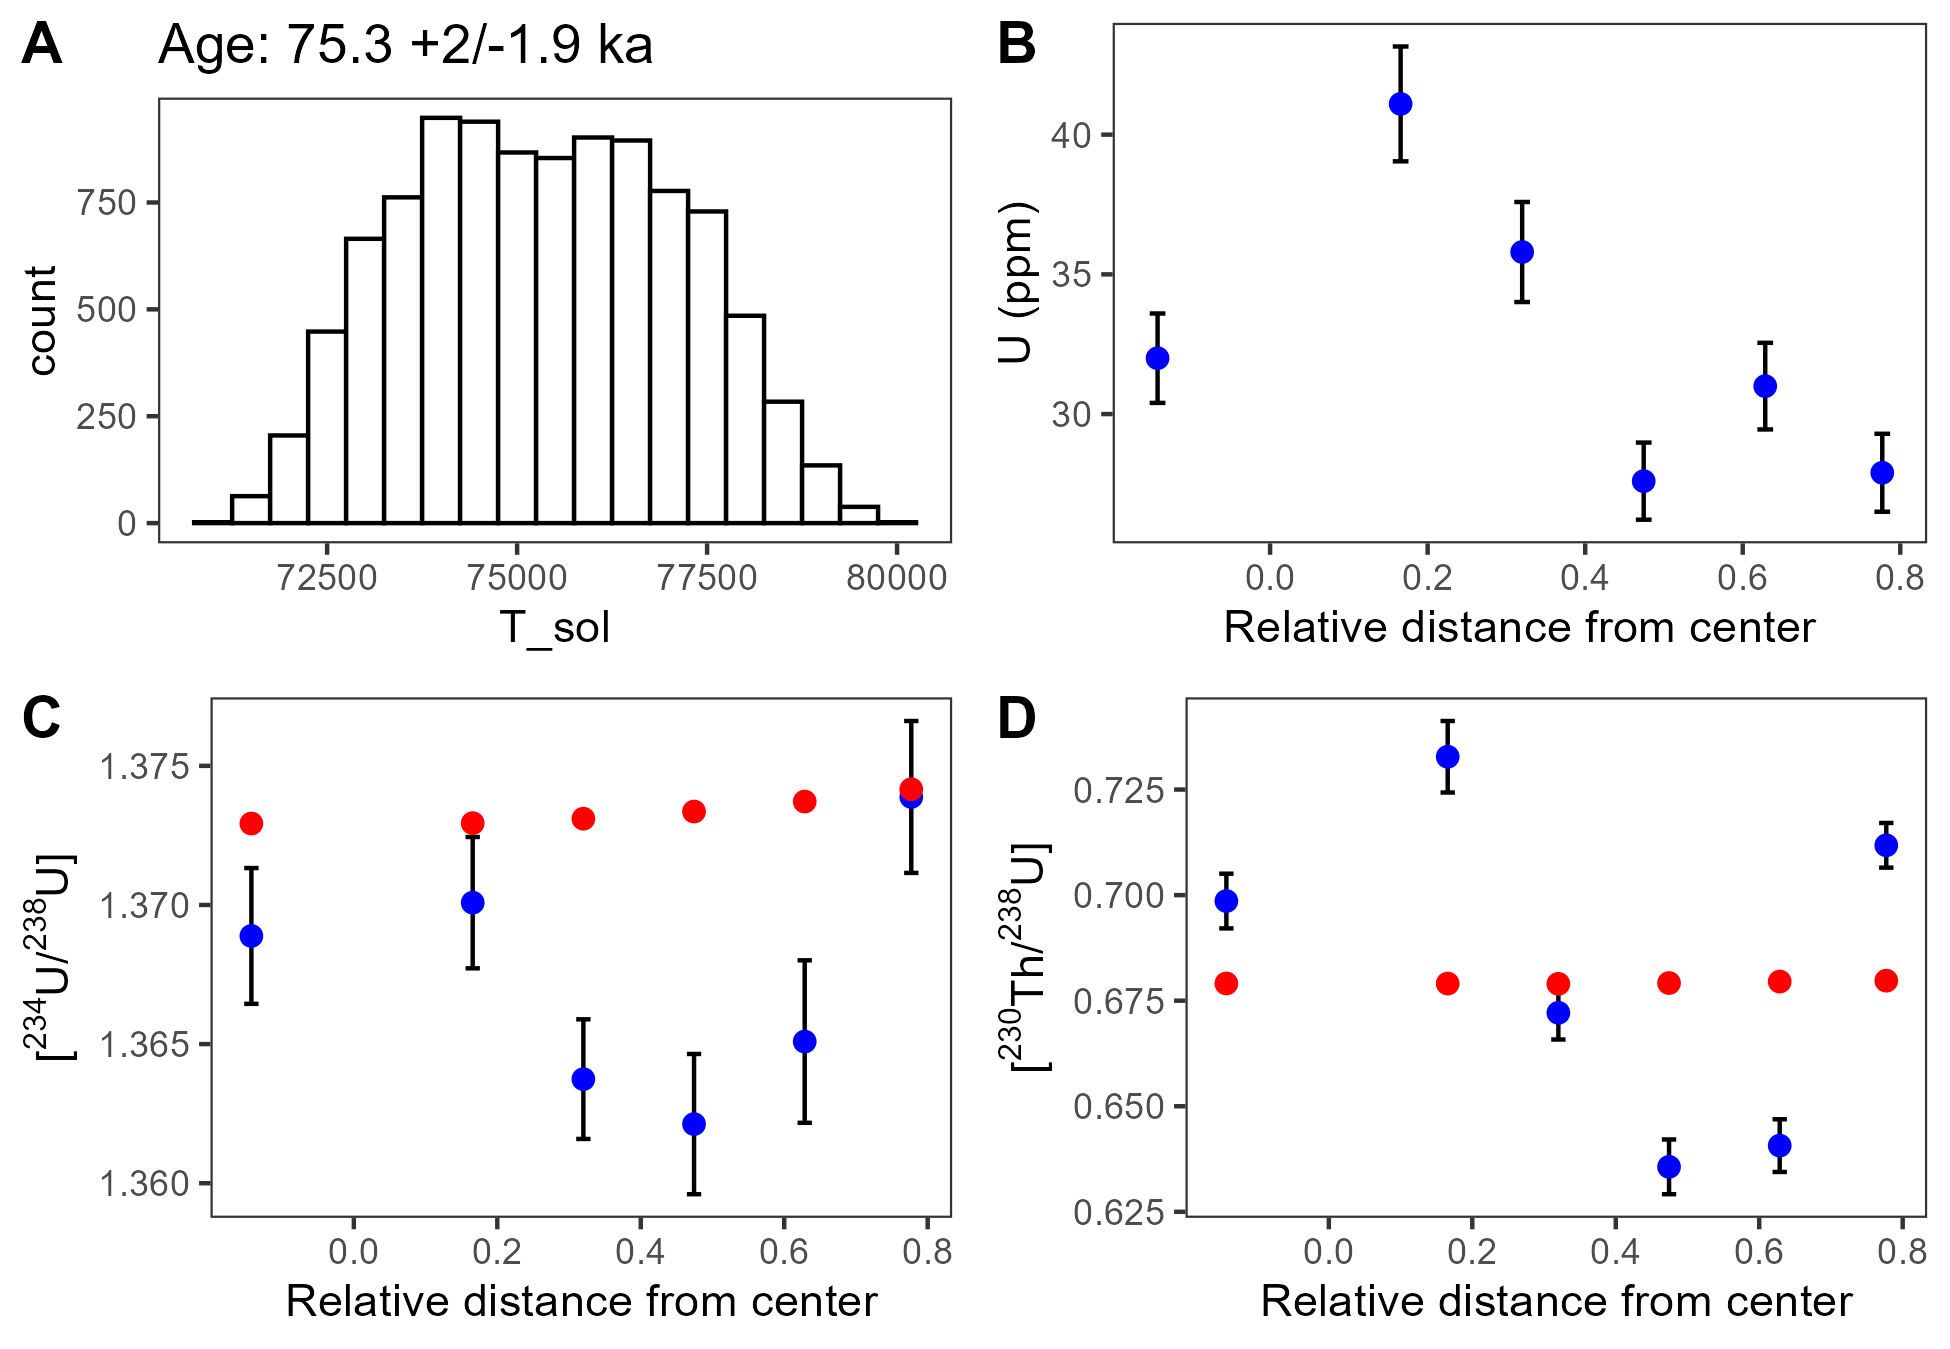 A Age: 75.3 +2/-1.9 ka
count
750
500
250
0
72500 75000 77500 80000
T_sol
B
U (ppm)
40
35
30
0.0 0.2 0.4 0.6 0.8
Relative distance from center
C
[²³⁴U/²³⁸U]
1.375
1.370
1.365
1.360
0.0 0.2 0.4 0.6 0.8
Relative distance from center
D
[²³⁰Th/²³⁸U]
0.725
0.700
0.675
0.650
0.625
0.0 0.2 0.4 0.6 0.8
Relative distance from center